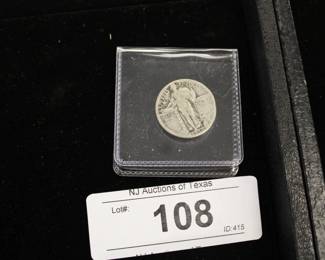 NJ Auctions of Texas
Lot#:
108
ID:415